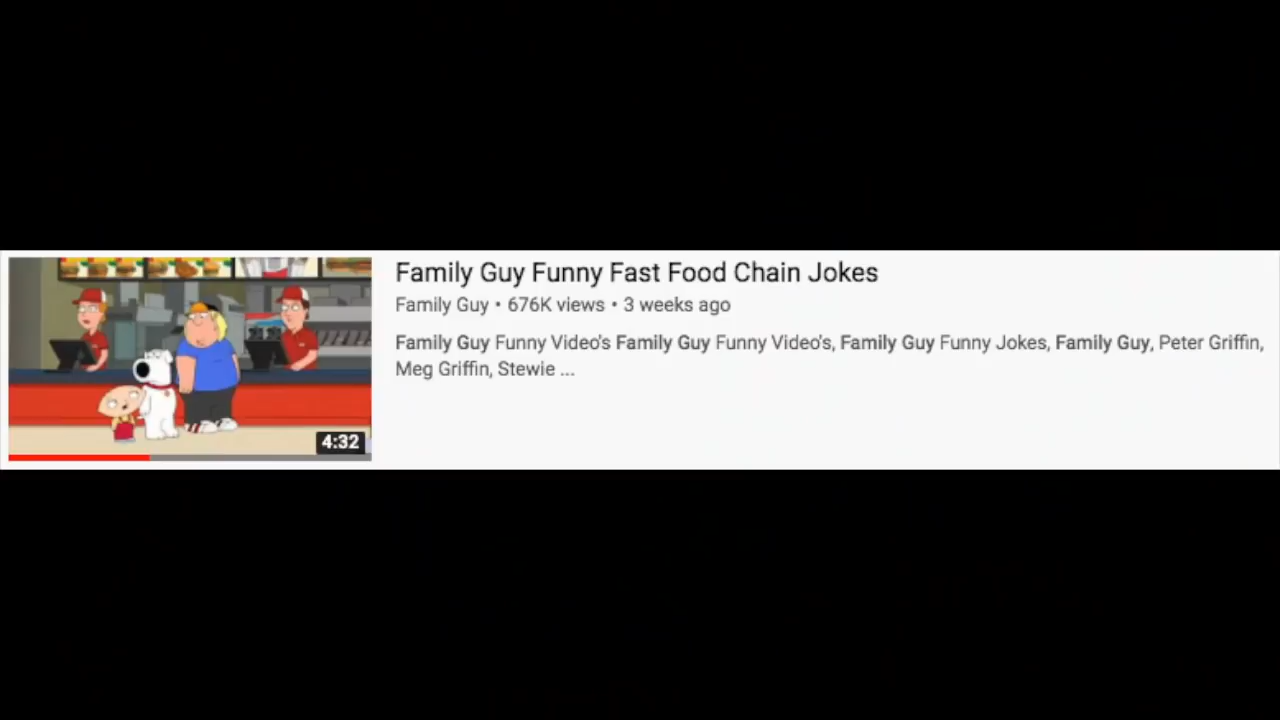 Family Guy Funny Fast Food Chain Jokes
Family Guy • 676K views • 3 weeks ago
Family Guy Funny Video's Family Guy Funny Video's, Family Guy Funny Jokes, Family Guy, Peter Griffin,
Meg Griffin, Stewie ...
4:32